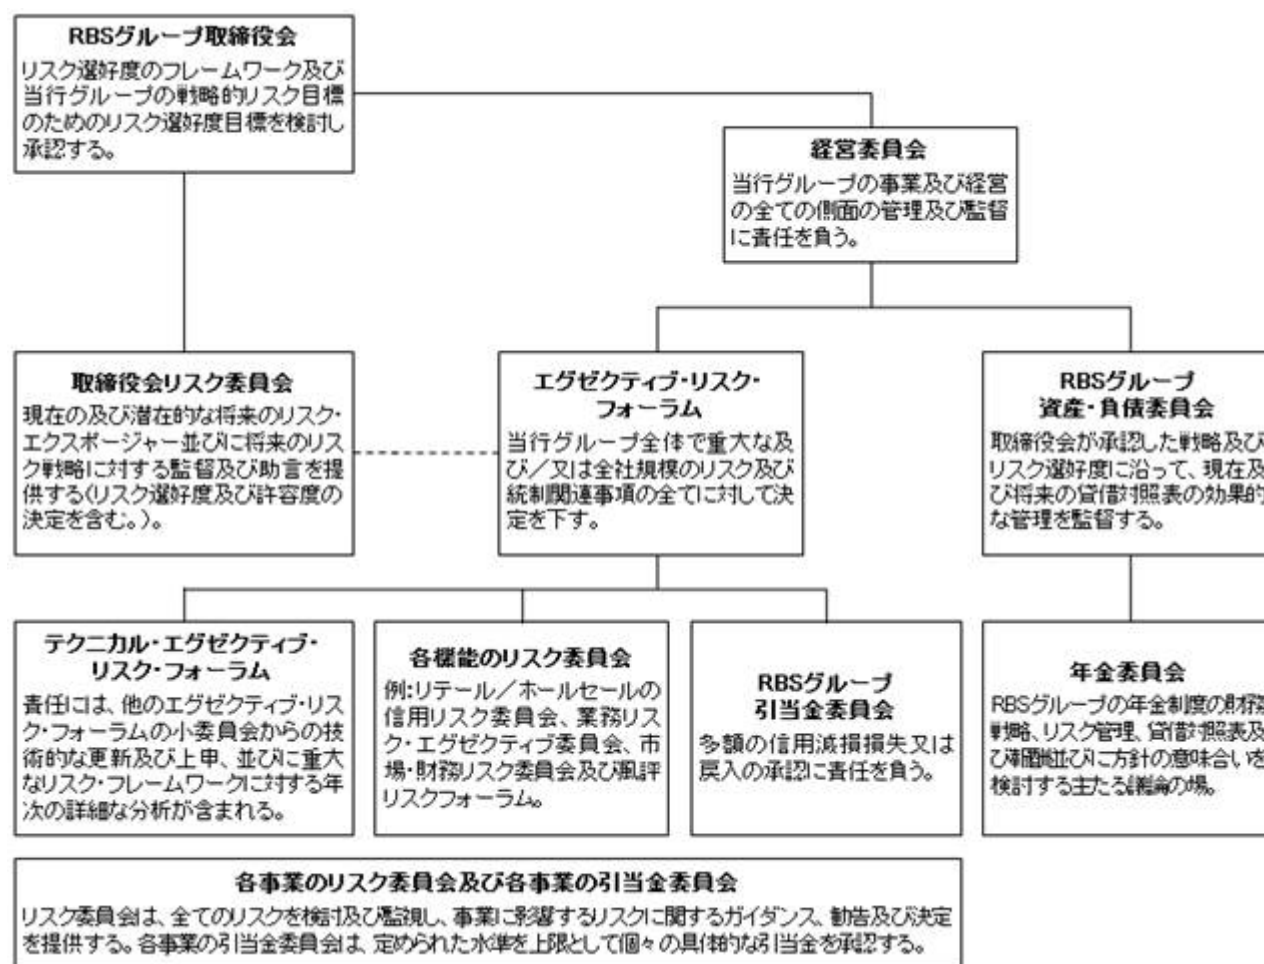 RBSグループ取締役会
リスク選好度のフレームワーク及び
当行グループの戦略的リスク目標
のためのリスク選好度目標を検討し
承認する。
経営委員会
当行グループの事業及び経営
の全ての側面の管理及び監督
に責任を負う。
取締役会リスク委員会
現在の及び潜在的な将来のリスク・
エクスポージャー並びに将来のリス
ク戦略に対する監督及び助言を提
供する(リスク選好度及び許容度の
決定を含む。)。
エグゼクティブ・リスク・
フォーラム
当行グループ全体で重大な及
び/又は全社規模のリスク及び
統制関連事項の全てに対して決
定を下す。
RBSグループ
資産・負債委員会
取締役会が承認した戦略及び
リスク選好度に沿って、現在及
び将来の貸借対照表の効果的
な管理を監督する。
テクニカル・エグゼクティブ・
リスク・フォーラム
責任には、他のエグゼクティブ・リス
ク・フォーラムの小委員会からの技
術的な更新及び上申、並びに重大
なリスク・フレームワークに対する年
次の詳細な分析が含まれる。
各機能のリスク委員会
例:リテール/ホールセールの
信用リスク委員会、業務リス
ク・エグゼクティブ委員会、市
場・財務リスク委員会及び風評
リスクフォーラム。
RBSグループ
引当金委員会
多額の信用減損損失又は
戻入の承認に責任を負う。
年金委員会
RBSグループの年金制度の財務
戦略、リスク管理、貸借対照表及
び並びに方針の意味合いを
検討する主たる議論の場。
各事業のリスク委員会及び各事業の引当金委員会
リスク委員会は、全てのリスクを検討及び監視し、事業に影響するリスクに関するガイダンス、勧告及び決定
を提供する。各事業の引当金委員会は、定められた水準を上限として個々の具体的な引当金を承認する。